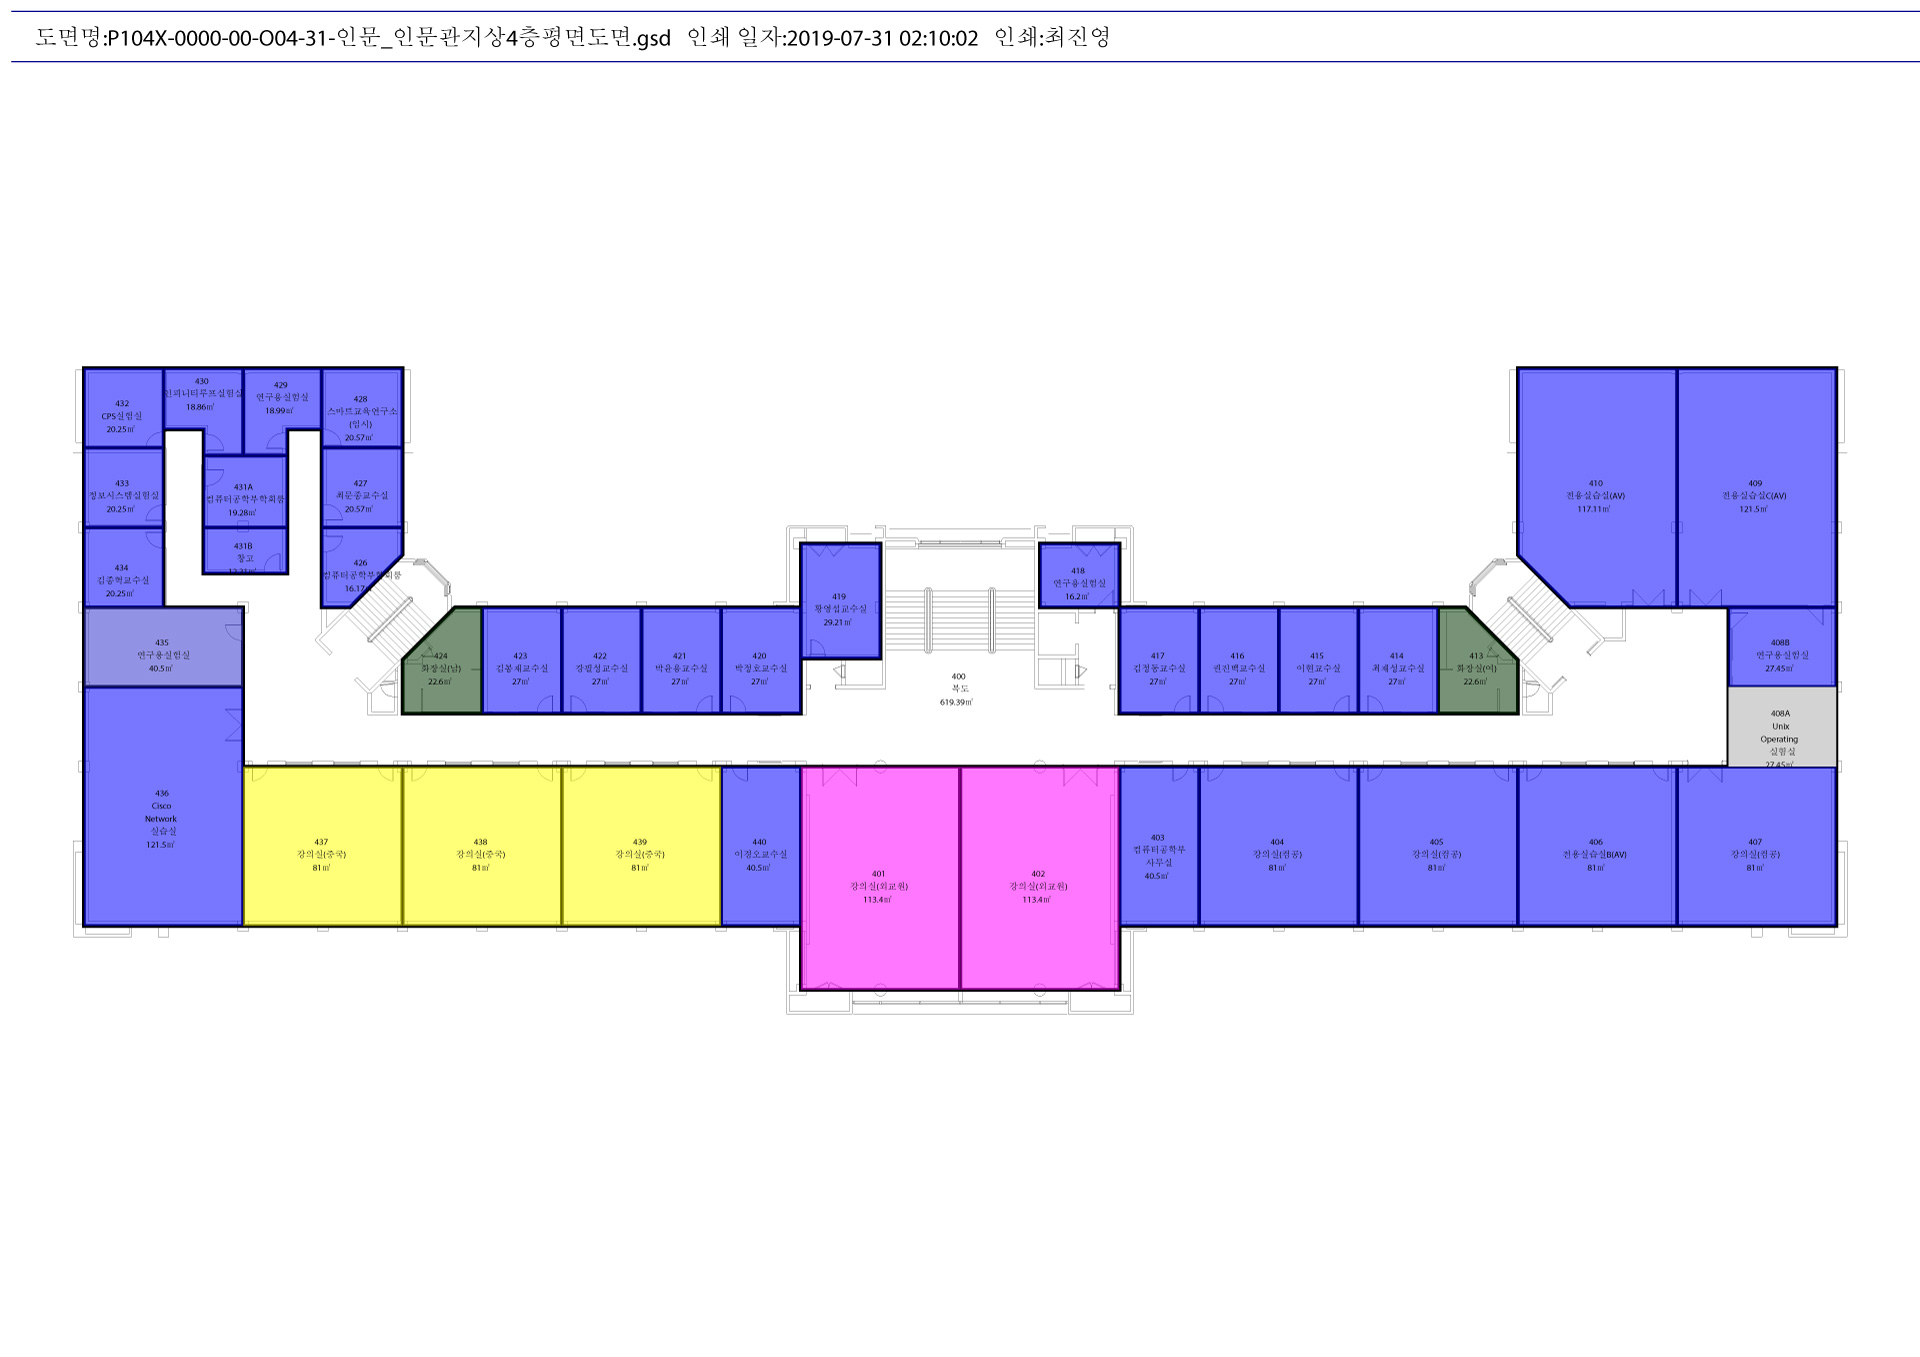 도면명:P104X-0000-00-O04-31-인문_인문관지상4층평면도면.gsd 인쇄 일자:2019-07-31 02:10:02 인쇄:최진영
432
CPS실험실
20.25㎡
430
인피니티루프실험실
18.86㎡
429
연구용실험실
18.99㎡
428
스마트교육연구소
(임시)
20.57㎡
433
정보시스템실험실
20.25㎡
431A
컴퓨터공학부학회룸
19.28㎡
427
최문종교수실
20.57㎡
434
김종혁교수실
20.25㎡
431B
창고
426
컴퓨터공학부학회룸
16.17
435
연구용실험실
40.5㎡
436
Cisco
Network
실습실
121.5㎡
424
화장실(남)
22.6㎡
423
김봉재교수실
27㎡
422
강필성교수실
27㎡
421
박윤용교수실
27㎡
420
박정호교수실
27㎡
419
황영섭교수실
29.21㎡
400
복도
619.39㎡
418
연구용실험실
16.2㎡
417
김정동교수실
27㎡
416
권진백교수실
27㎡
415
이현교수실
27㎡
414
최재성교수실
27㎡
413
화장실(여)
22.6㎡
410
전용실습실(AV)
117.11㎡
409
전용실습실C(AV)
121.5㎡
408B
연구용실험실
27.45㎡
408A
Unix
Operating
실험실
27.45㎡
437
강의실(중국)
81㎡
438
강의실(중국)
81㎡
439
강의실(중국)
81㎡
440
이정오교수실
40.5㎡
401
강의실(외교원)
113.4㎡
402
강의실(외교원)
113.4㎡
403
컴퓨터공학부
사무실
40.5㎡
404
강의실(컴공)
81㎡
405
강의실(컴공)
81㎡
406
전용실습실B(AV)
81㎡
407
강의실(컴공)
81㎡